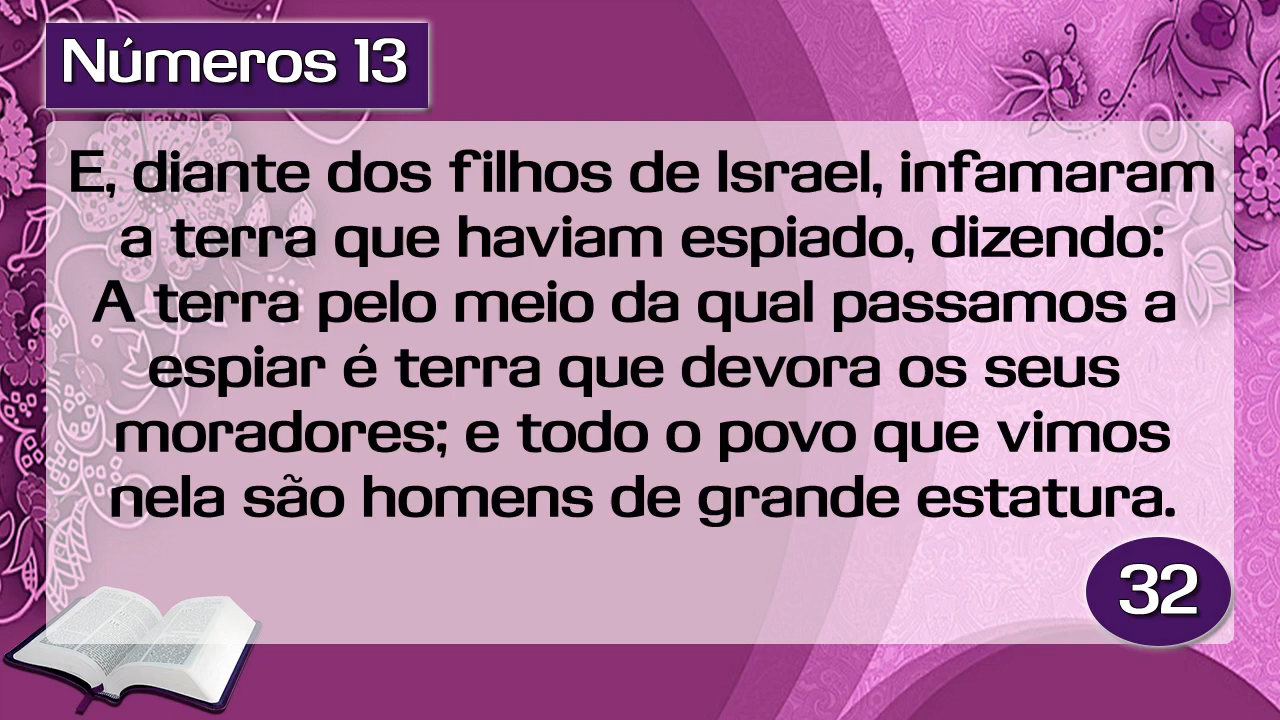 Números 13
E, diante dos filhos de Israel, infamaram
a terra que haviam espiado, dizendo:
A terra pelo meio da qual passamos a
espiar é terra que devora os seus
moradores; e todo o povo que vimos
nela são homens de grande estatura.
32